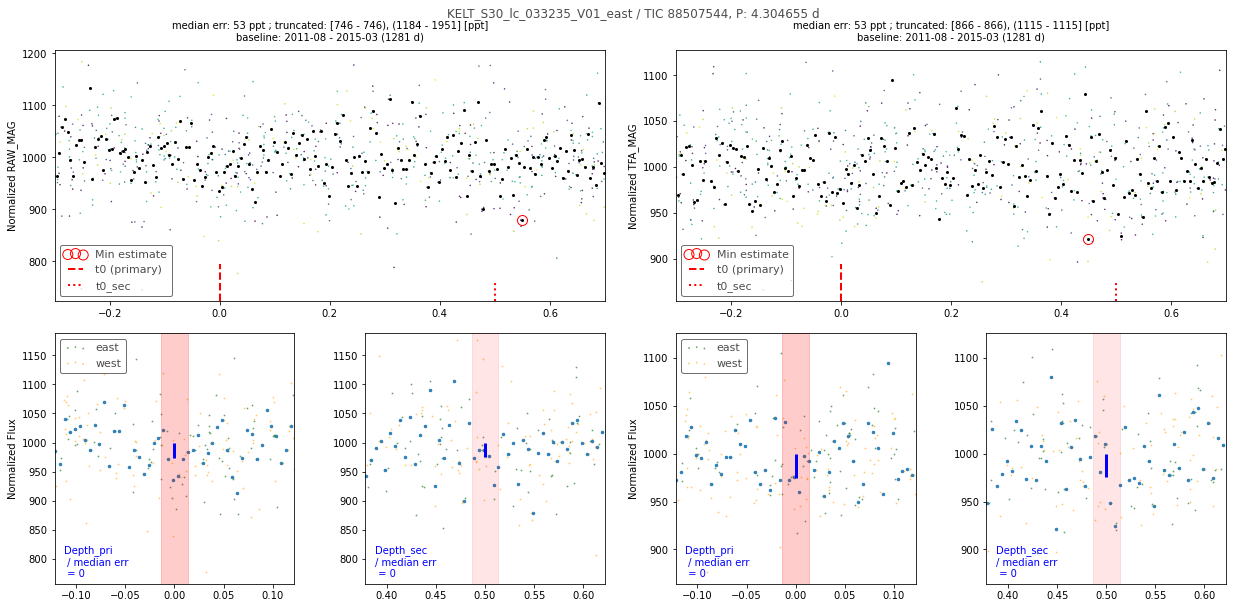 KELT_S30_lc_033235_V01_east / TIC 88507544, P: 4.304655 d
median err: 53 ppt ; truncated: [746 - 746), (1184 - 1951] [ppt]
baseline: 2011-08 - 2015-03 (1281 d)
Normalized RAW_MAG
1200
1100
1000
900
800
Min estimate
t0 (primary)
t0_sec
−0.2
0.0
0.2
0.4
0.6
median err: 53 ppt ; truncated: [866 - 866), (1115 - 1115] [ppt]
baseline: 2011-08 - 2015-03 (1281 d)
Normalized TFA_MAG
1100
1050
1000
950
900
Min estimate
t0 (primary)
t0_sec
−0.2
0.0
0.2
0.4
0.6
Normalized Flux
1150
1100
1050
1000
950
900
850
800
east
west
Depth_pri
/ median err
= 0
−0.10
−0.05
0.00
0.05
0.10
1150
1100
1050
1000
950
900
850
800
Depth_sec
/ median err
= 0
0.40
0.45
0.50
0.55
0.60
Normalized Flux
1100
1050
1000
950
900
east
west
Depth_pri
/ median err
= 0
−0.10
−0.05
0.00
0.05
0.10
1100
1050
1000
950
900
Depth_sec
/ median err
= 0
0.40
0.45
0.50
0.55
0.60